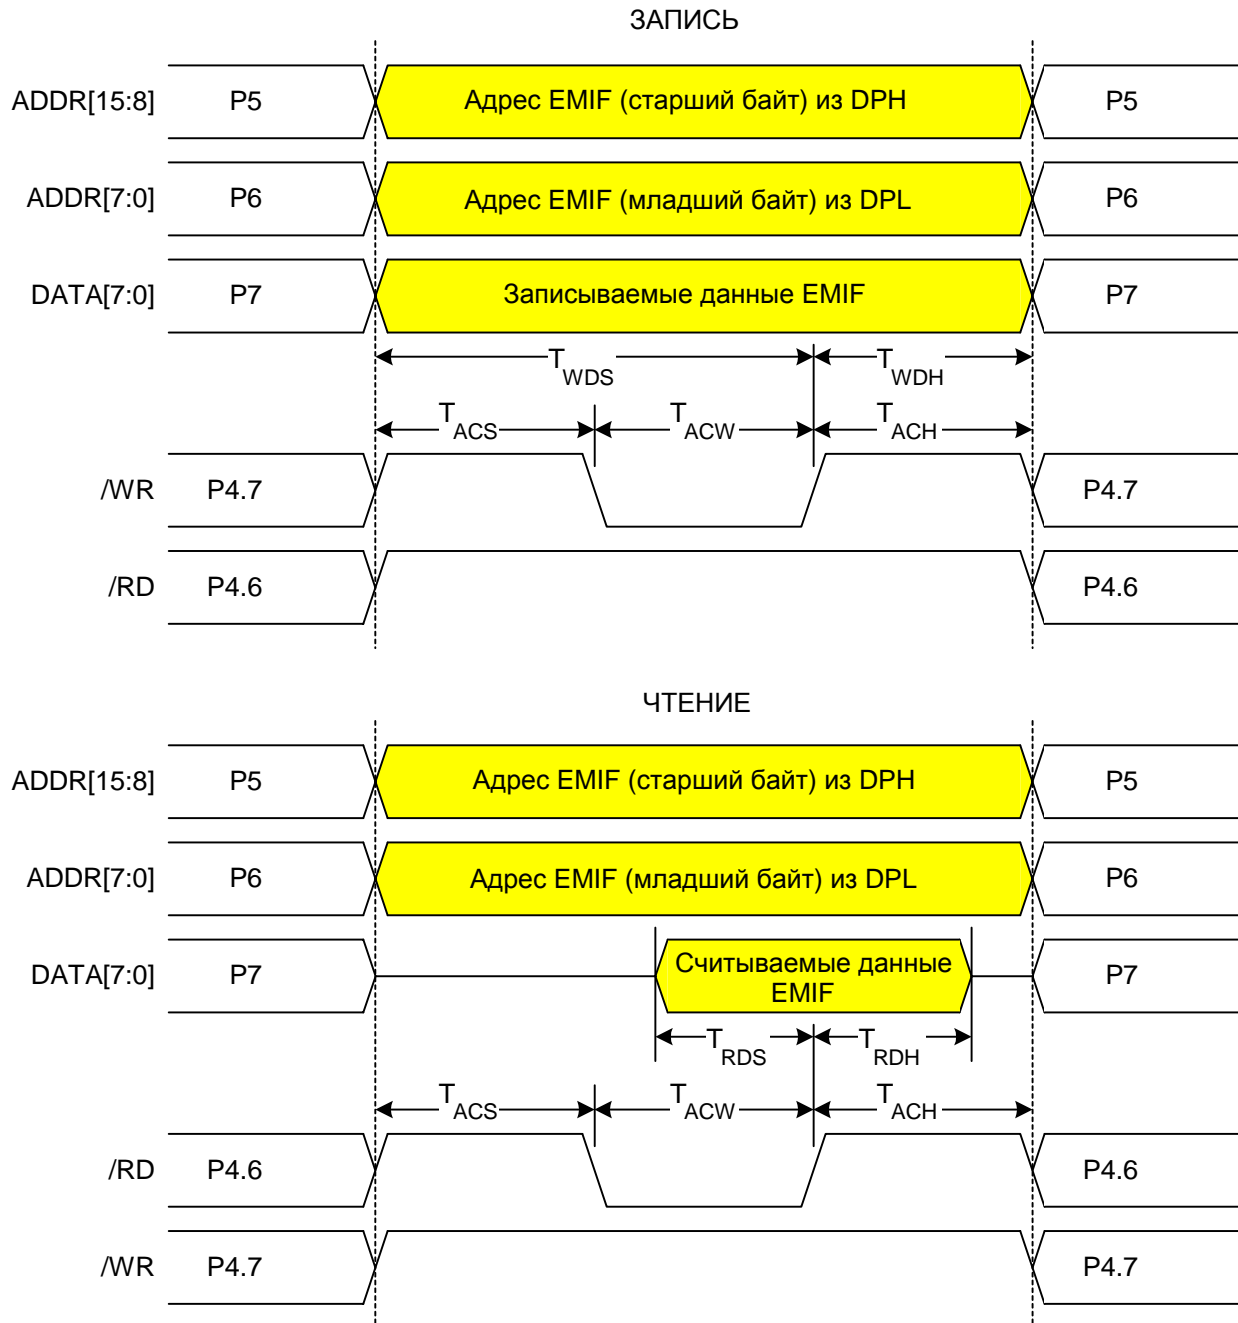 ЗАПИСЬ
ADDR[15:8] P5 Адрес EMIF (старший байт) из DPH P5
ADDR[7:0] P6 Адрес EMIF (младший байт) из DPL P6
DATA[7:0] P7 Записываемые данные EMIF P7
TWDS TWDH
TACS TACW TACH
/WR P4.7 P4.7
/RD P4.6 P4.6
ЧТЕНИЕ
ADDR[15:8] P5 Адрес EMIF (старший байт) из DPH P5
ADDR[7:0] P6 Адрес EMIF (младший байт) из DPL P6
DATA[7:0] P7 Считываемые данные P7
EMIF
TRDS TRDH
TACS TACW TACH
/RD P4.6 P4.6
/WR P4.7 P4.7